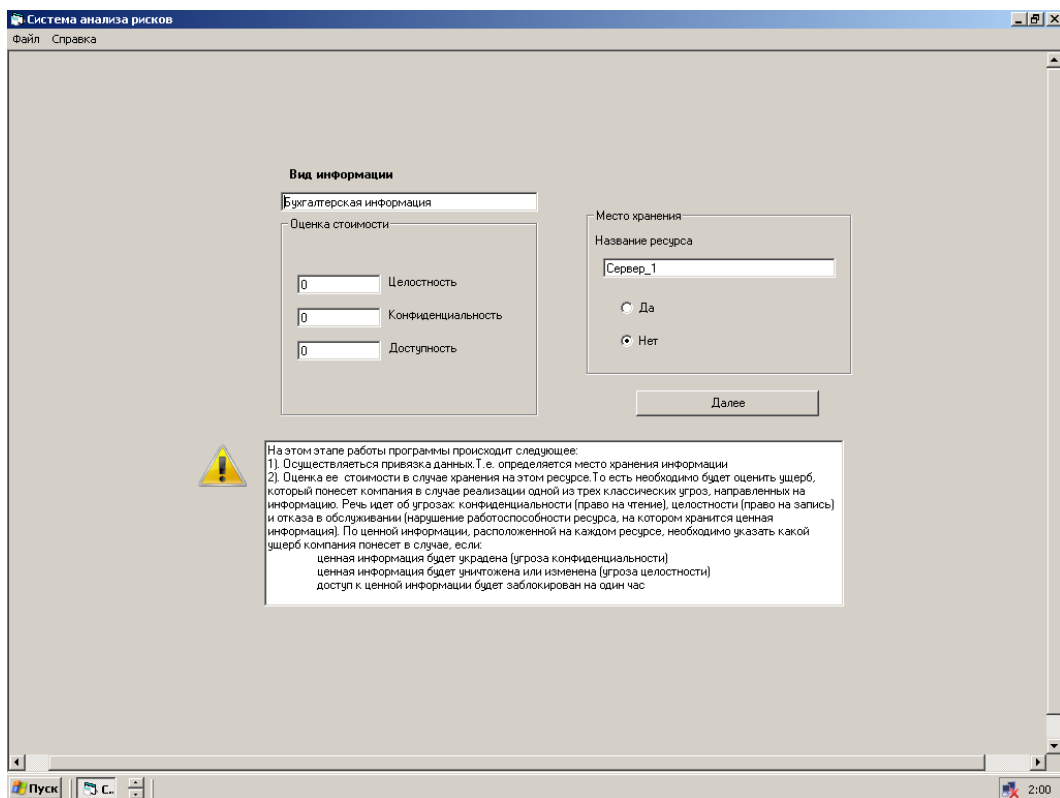 Система анализа рисков
Файл Справка
Вид информации
Бухгалтерская информация
Оценка стоимости
0 Целостность
0 Конфиденциальность
0 Доступность
Место хранения
Название ресурса
Сервер_1
Да
Нет
Далее
На этом этапе работы программы происходит следующее:
1). Осуществляеться привязка данных.Т.е. определяется место хранения информации
2). Оценка ее стоимости в случае хранения на этом ресурсе.То есть необходимо будет оценить ущерб,
который понесет компания в случае реализации одной из трех классических угроз, направленных на
информацию. Речь идет об угрозах: конфиденциальности (право на чтение), целостности (право на запись)
и отказа в обслуживании (нарушение работоспособности ресурса, на котором хранится ценная
информация). По ценной информации, расположенной на каждом ресурсе, необходимо указать какой
ущерб компания понесет в случае, если:
ценная информация будет украдена (угроза конфиденциальности)
ценная информация будет уничтожена или изменена (угроза целостности)
доступ к ценной информации будет заблокирован на один час
Пуск С.. 2:00